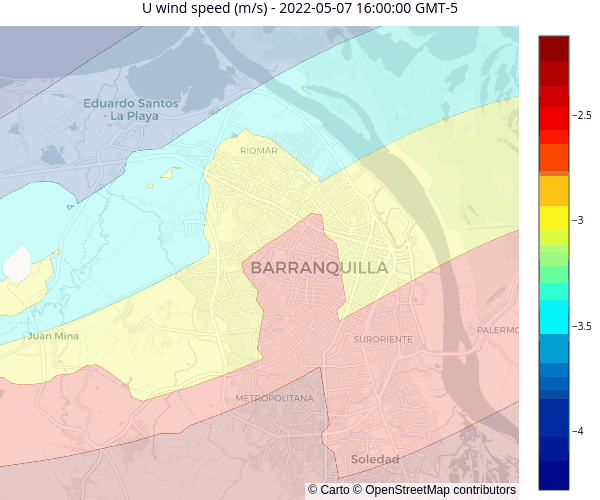 U wind speed (m/s) - 2022-05-07 16:00:00 GMT-5
Eduardo Santos
- La Playa
RIOMAR
BARRANQUILLA
Juan Mina
SURORIENTE
PALERMO
METROPOLITANA
Soledad
© Carto © OpenStreetMap contributors
−2.5
−3
−3.5
−4